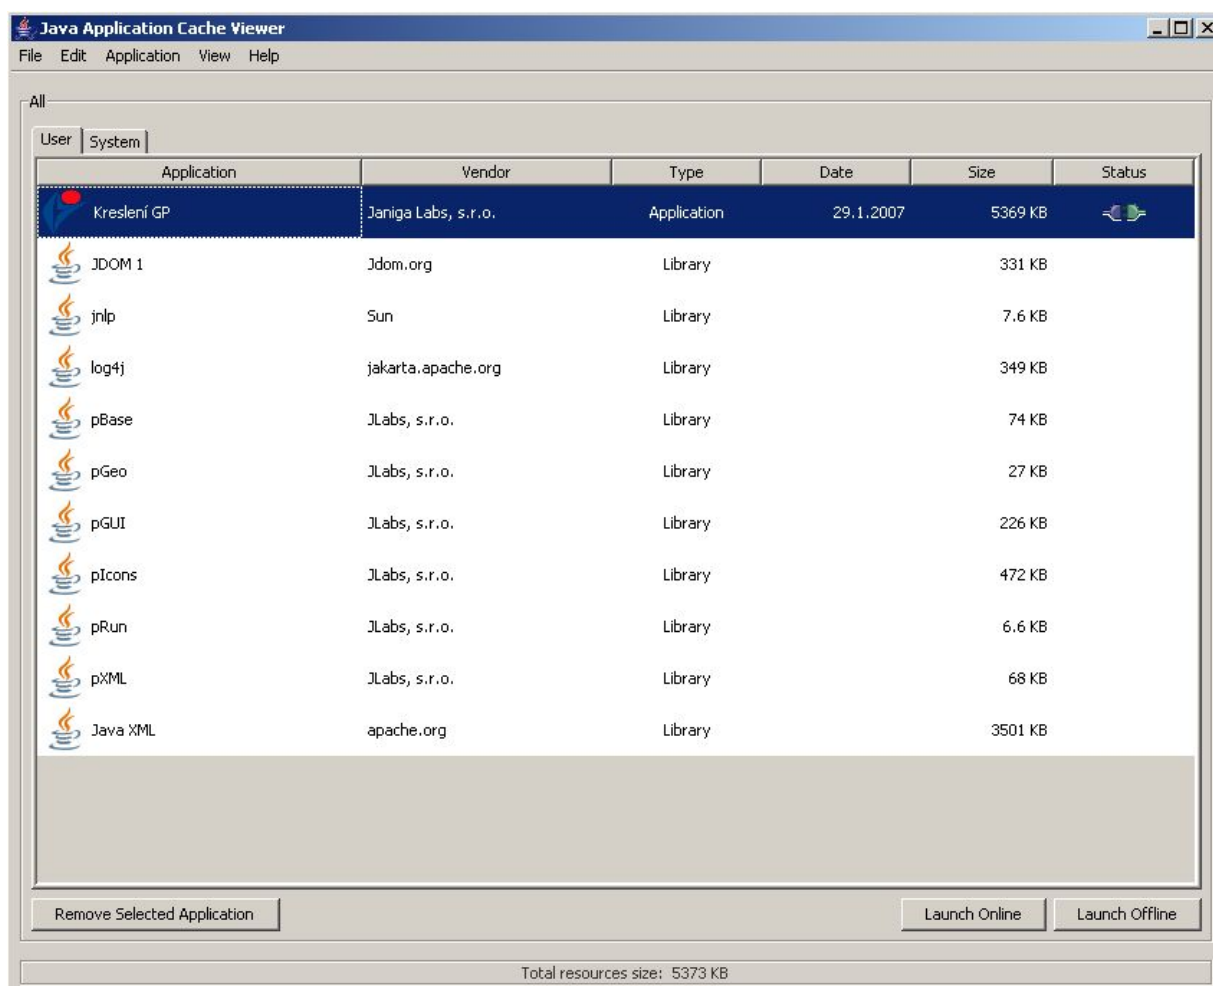 Java Application Cache Viewer
File Edit Application View Help
All
User System
Application Vendor Type Date Size Status
Kreslení GP Janiga Labs, s.r.o. Application 29.1.2007 5369 KB
JDOM 1 Jdom.org Library 331 KB
jnlp Sun Library 7.6 KB
log4j jakarta.apache.org Library 349 KB
pBase JLabs, s.r.o. Library 74 KB
pGeo JLabs, s.r.o. Library 27 KB
pGUI JLabs, s.r.o. Library 226 KB
pIcons JLabs, s.r.o. Library 472 KB
pRun JLabs, s.r.o. Library 6.6 KB
pXML JLabs, s.r.o. Library 68 KB
Java XML apache.org Library 3501 KB
Remove Selected Application Launch Online Launch Offline
Total resources size: 5373 KB